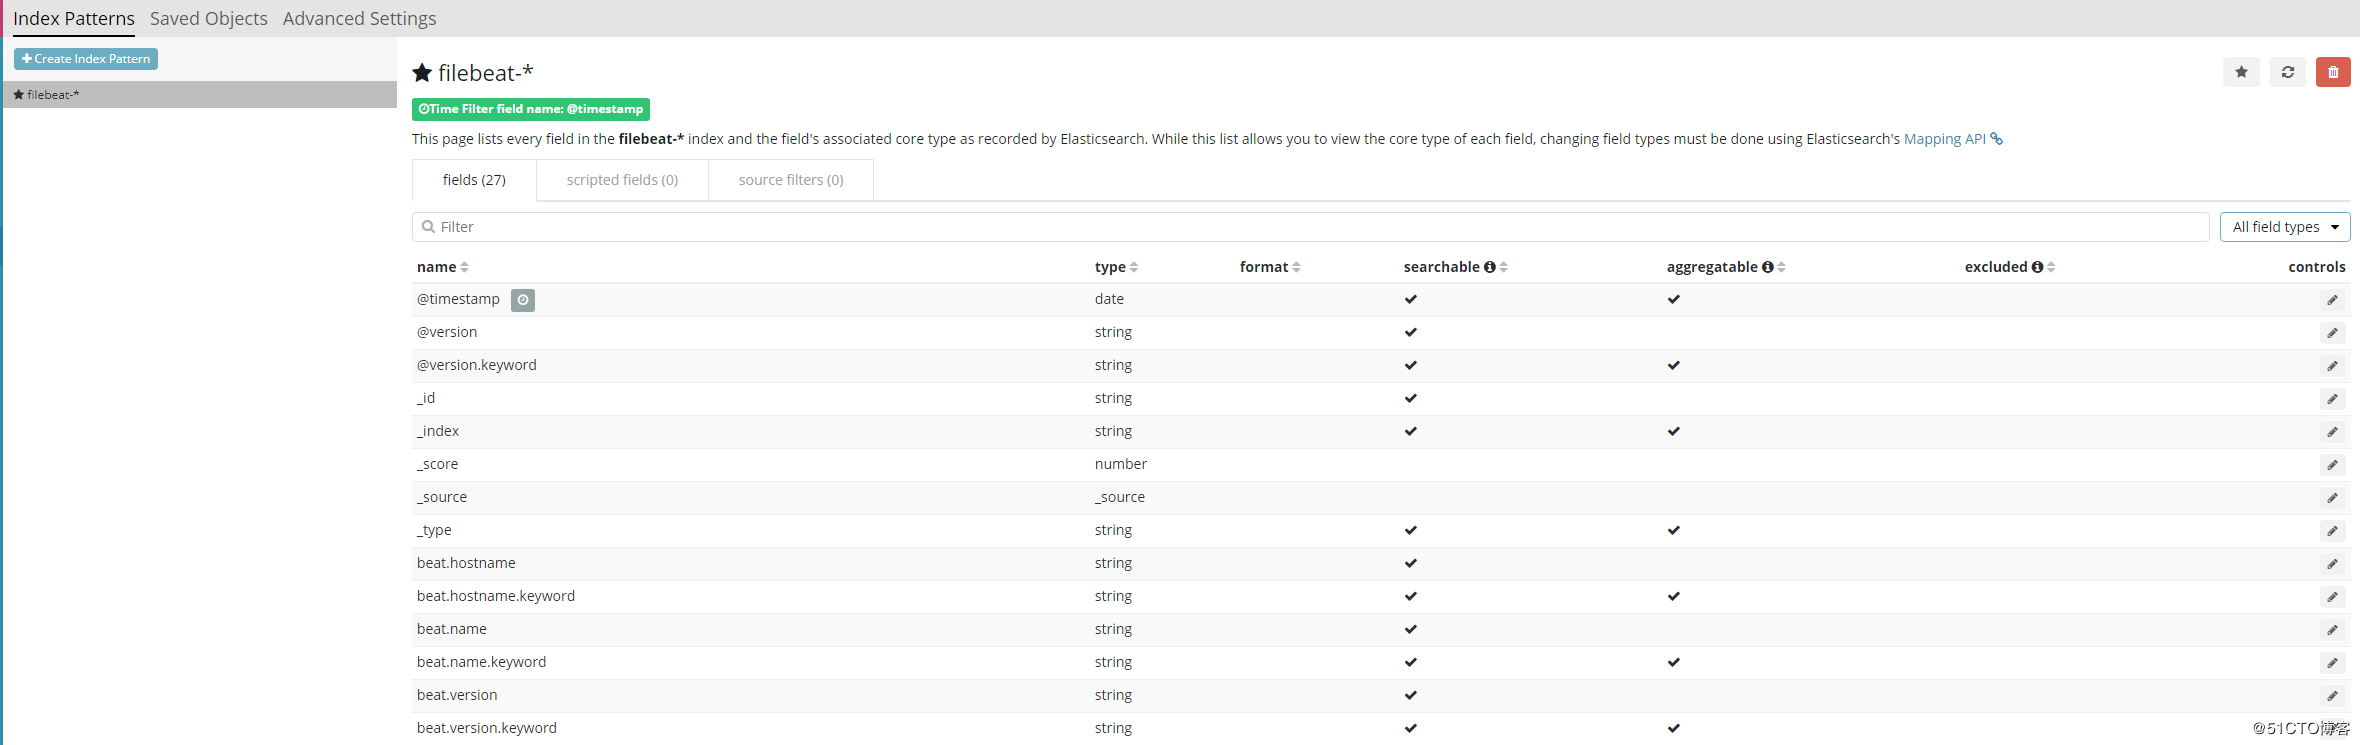 Index Patterns Saved Objects Advanced Settings
Create Index Pattern
filebeat-*
filebeat-*
Time Filter field name: @timestamp
This page lists every field in the filebeat-* index and the field's associated core type as recorded by Elasticsearch. While this list allows you to view the core type of each field, changing field types must be done using Elasticsearch's Mapping API
fields (27) scripted fields (0) source filters (0)
Filter All field types
name type format searchable aggregatable excluded controls
@timestamp date
@version string
@version.keyword string
_id string
_index string
_score number
_source _source
_type string
beat.hostname string
beat.hostname.keyword string
beat.name string
beat.name.keyword string
beat.version string
beat.version.keyword string
@51CTO博客